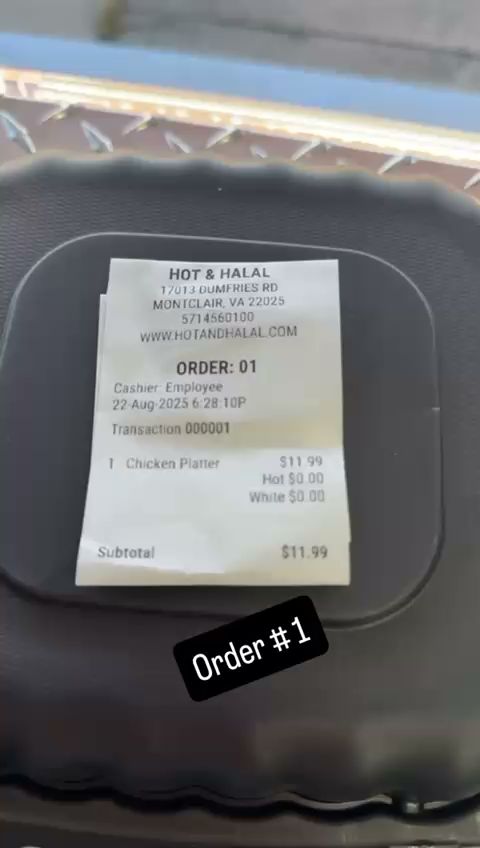 HOT & HALAL
17013 DUMFRIES RD
MONTCLAIR, VA 22025
5714560100
WWW.HOTANDHALAL.COM
ORDER: 01
Cashier: Employee
22-Aug-2025 6:28:10P
Transaction 000001
1 Chicken Platter $11.99
Hot $0.00
White $0.00
Subtotal $11.99
Order #1